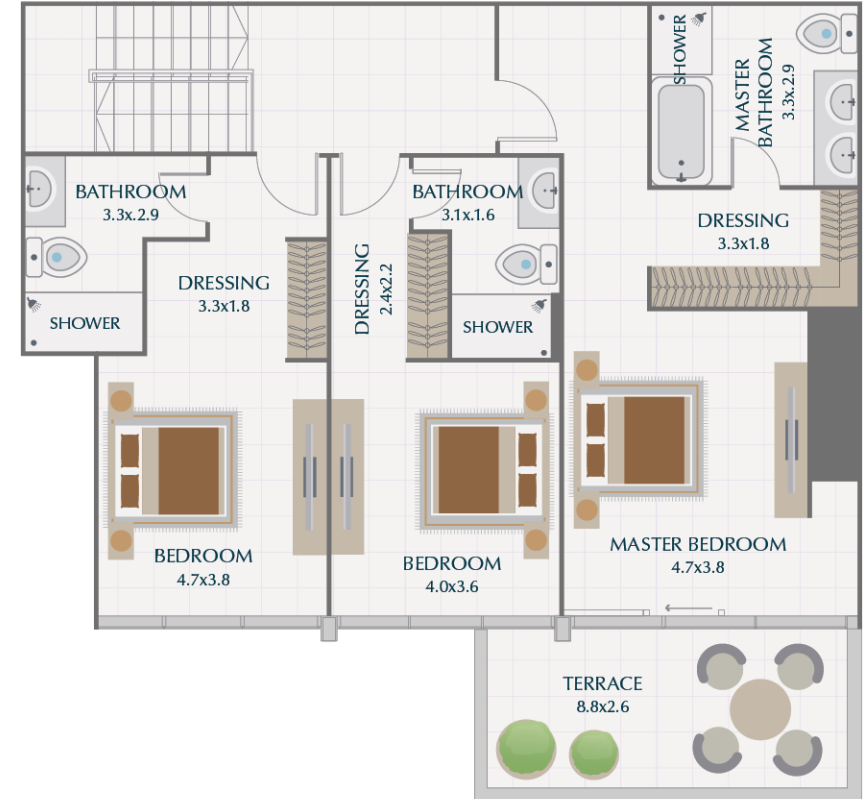 SHOWER
MASTER
BATHROOM
3.3x2.9
BATHROOM
3.3x.2.9
BATHROOM
3.1x1.6
DRESSING
3.3x1.8
DRESSING
3.3x1.8
DRESSING
2.4x2.2
SHOWER
SHOWER
BEDROOM
4.7x3.8
BEDROOM
4.0x3.6
MASTER BEDROOM
4.7x3.8
TERRACE
8.8x2.6